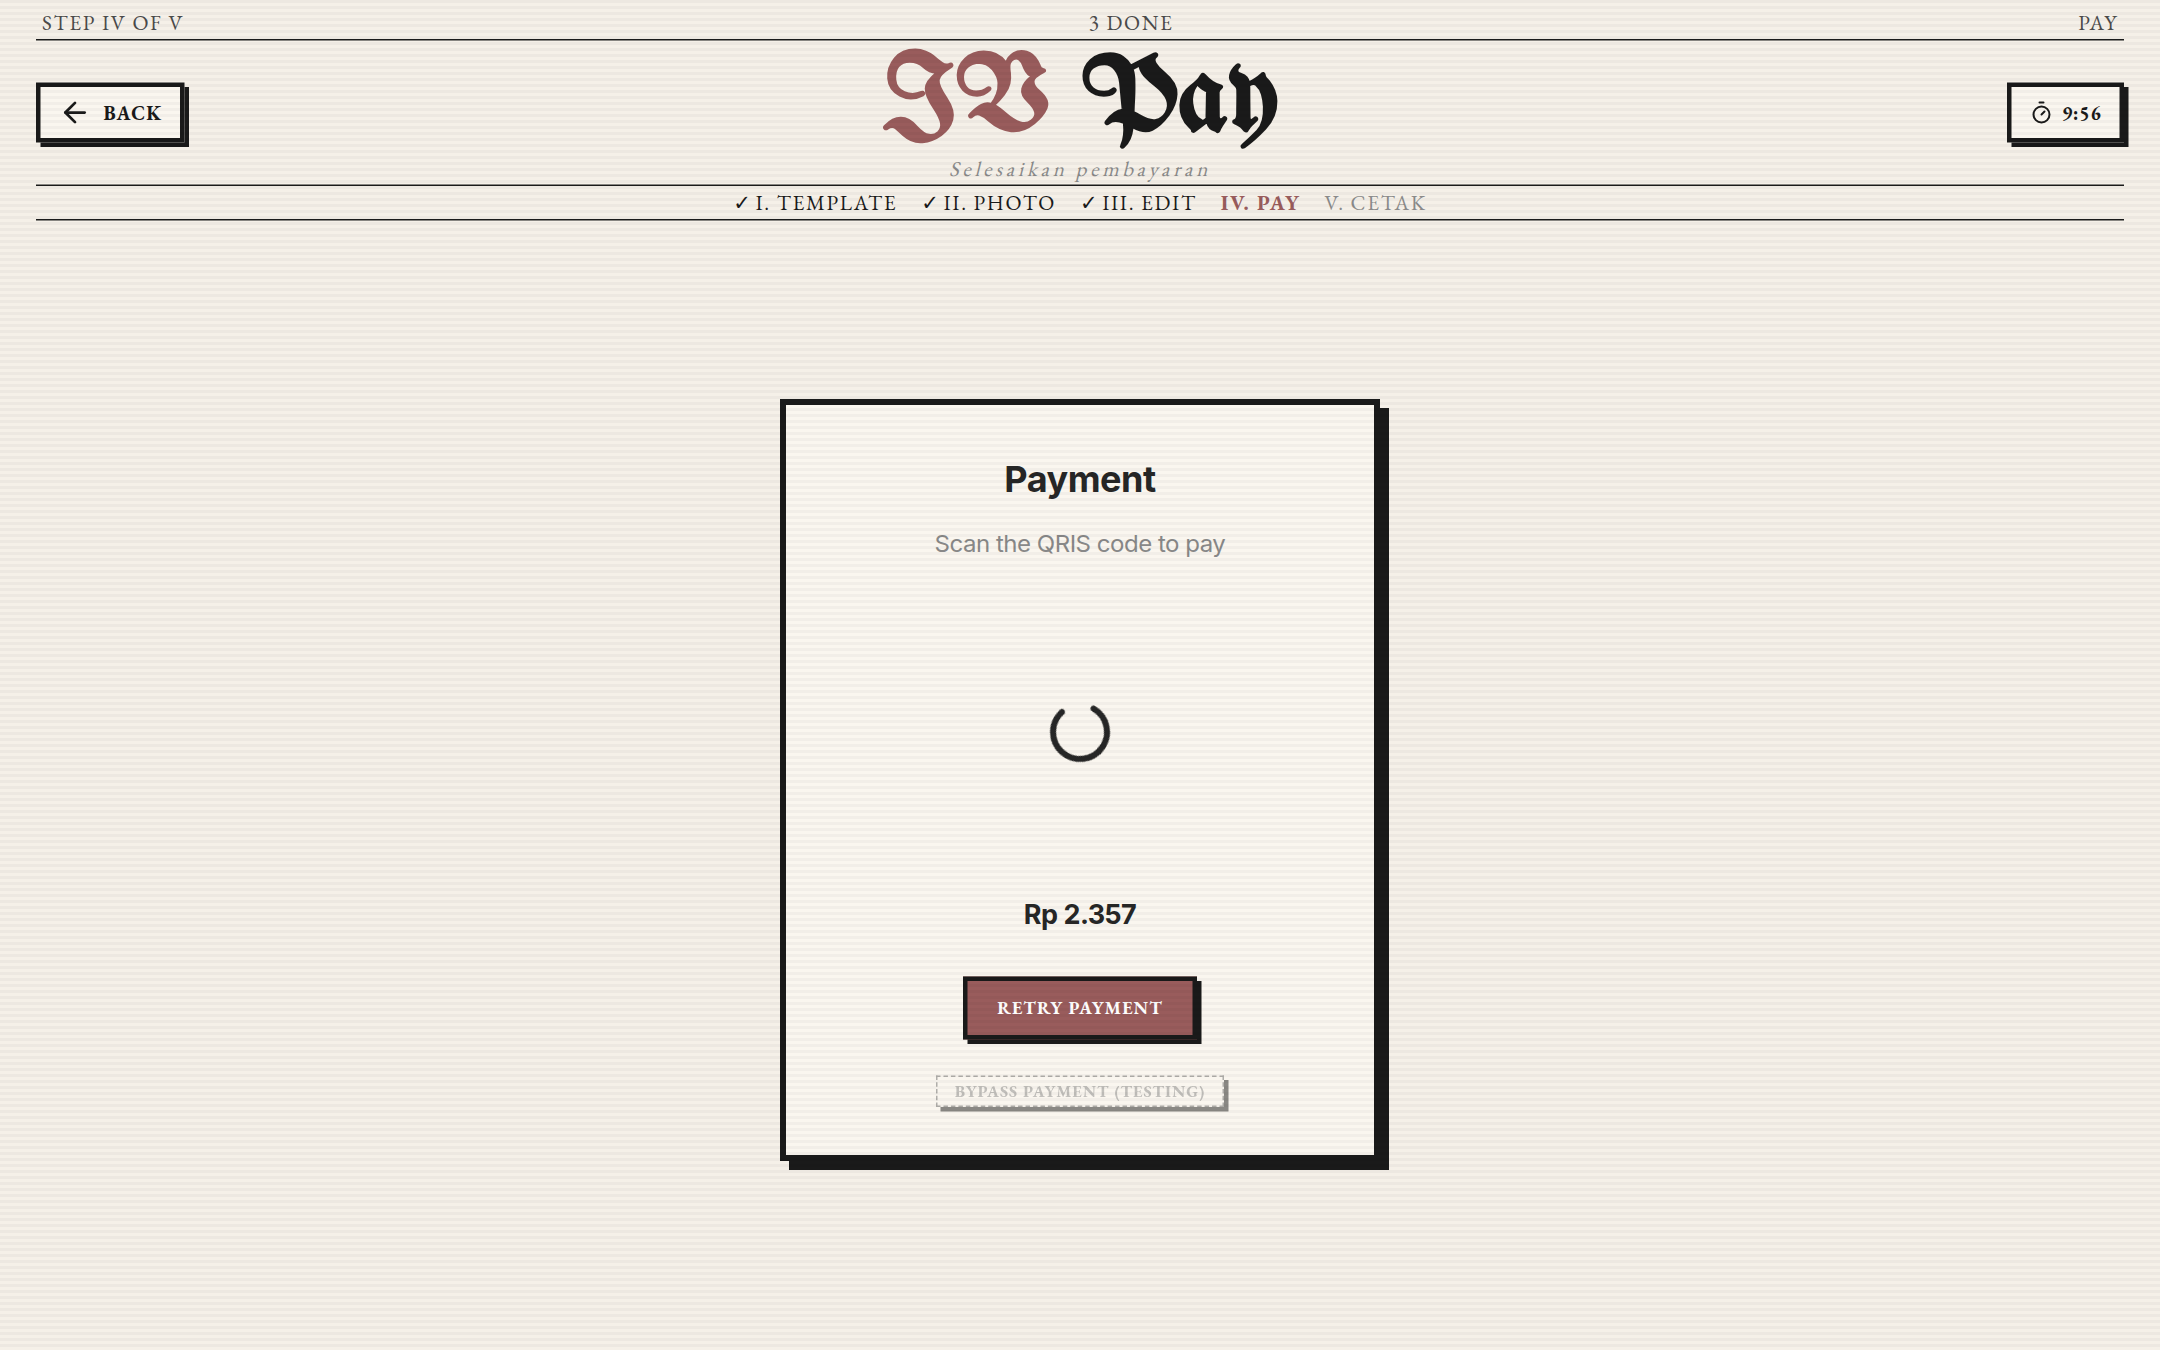 STEP IV OF V
3 DONE
PAY
BACK
IV Pay
9:56
Selesaikan pembayaran
✓ I. TEMPLATE ✓ II. PHOTO ✓ III. EDIT IV. PAY V. CETAK
Payment
Scan the QRIS code to pay
Rp 2.357
RETRY PAYMENT
BYPASS PAYMENT (TESTING)